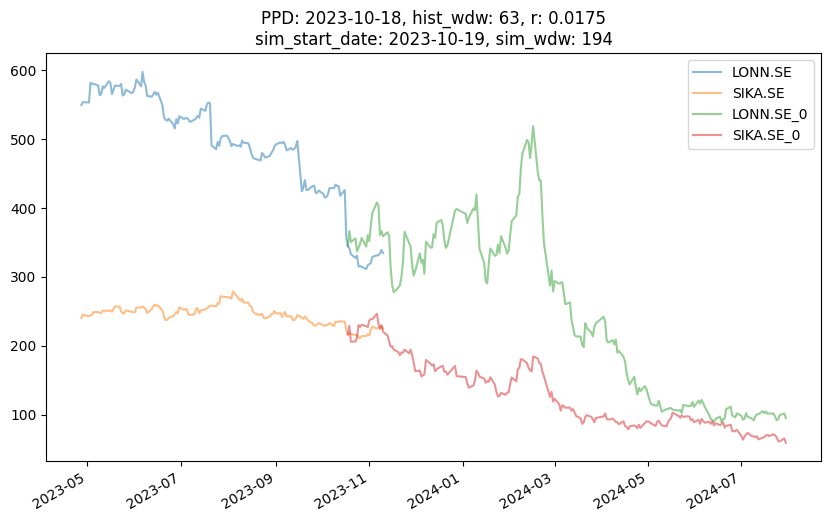 PPD: 2023-10-18, hist_wdw: 63, r: 0.0175
sim_start_date: 2023-10-19, sim_wdw: 194
LONN.SE
SIKA.SE
LONN.SE_0
SIKA.SE_0
600
500
400
300
200
100
2023-05
2023-07
2023-09
2023-11
2024-01
2024-03
2024-05
2024-07